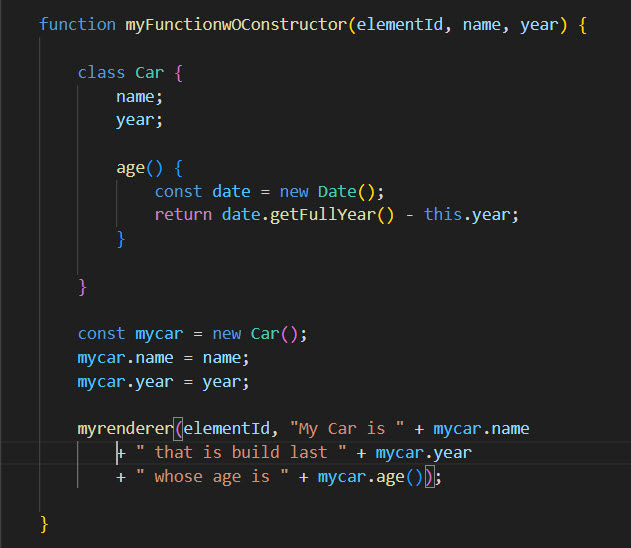 function myFunctionwOConstructor(elementId, name, year) {
class Car {
name;
year;
age() {
const date = new Date();
return date.getFullYear() - this.year;
}
}
const mycar = new Car();
mycar.name = name;
mycar.year = year;
myrenderer(elementId, "My Car is " + mycar.name
+ " that is build last " + mycar.year
+ " whose age is " + mycar.age());
}